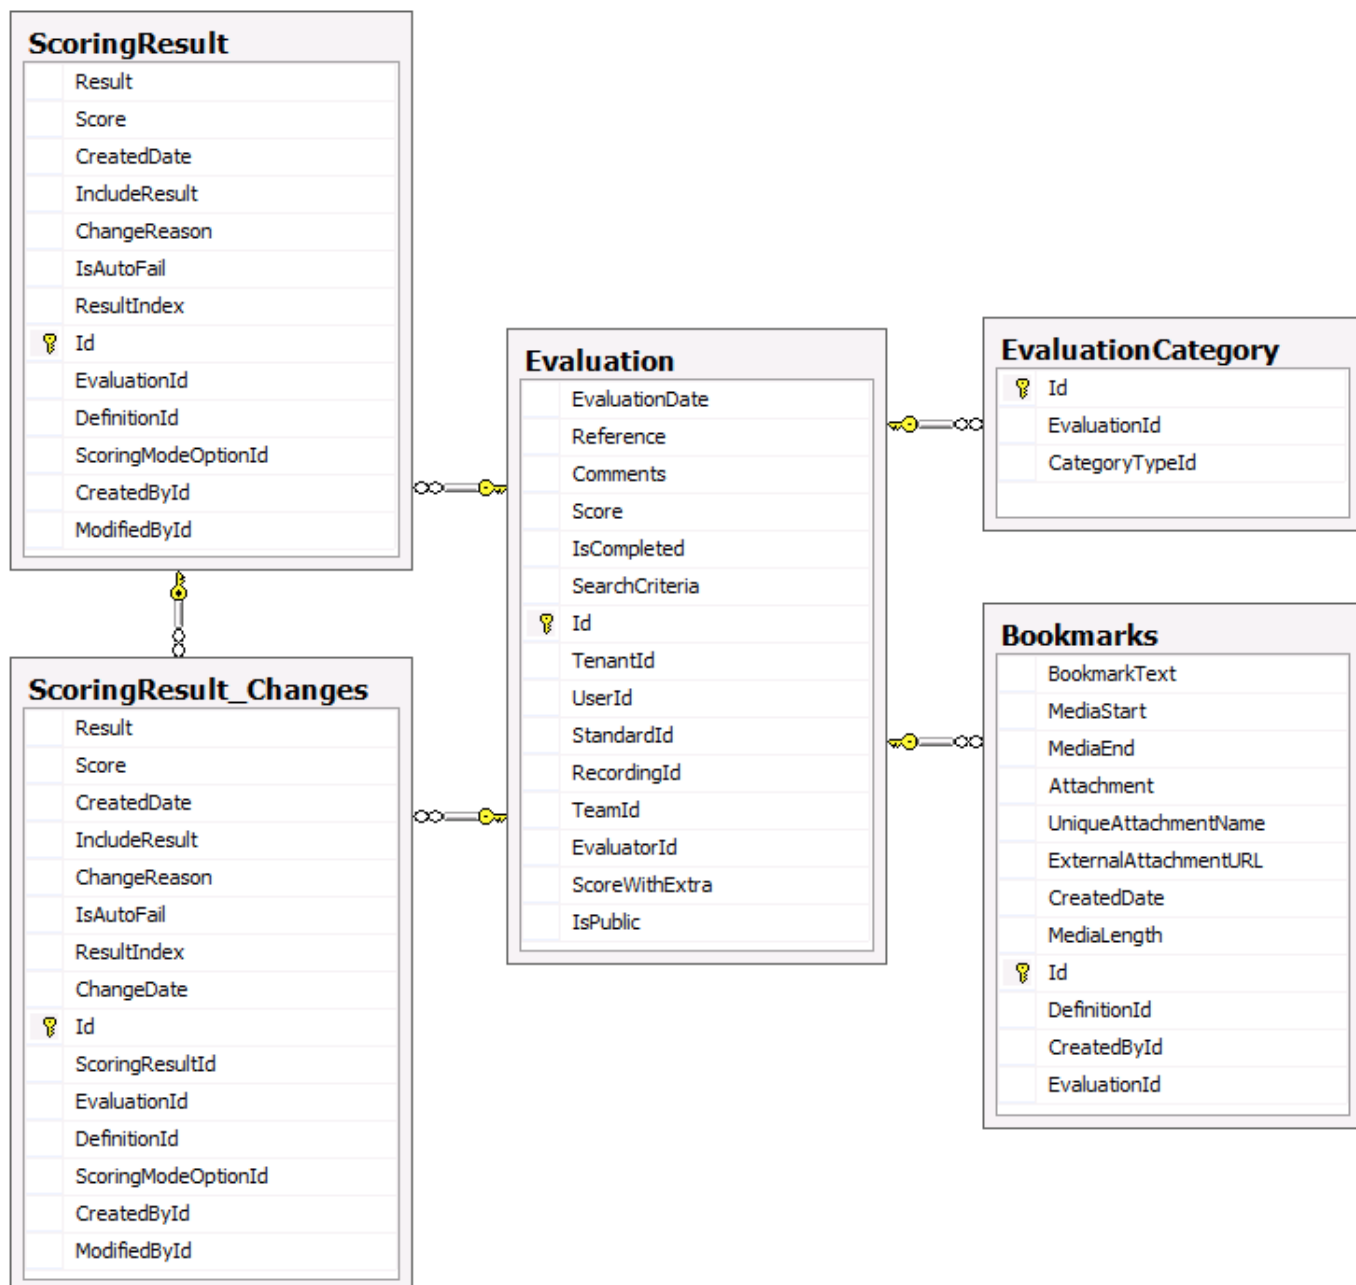 ScoringResult
Result
Score
CreatedDate
IncludeResult
ChangeReason
IsAutoFail
ResultIndex
Id
EvaluationId
DefinitionId
ScoringModeOptionId
CreatedById
ModifiedById
ScoringResult_Changes
Result
Score
CreatedDate
IncludeResult
ChangeReason
IsAutoFail
ResultIndex
ChangeDate
Id
ScoringResultId
EvaluationId
DefinitionId
ScoringModeOptionId
CreatedById
ModifiedById
Evaluation
EvaluationDate
Reference
Comments
Score
IsCompleted
SearchCriteria
Id
TenantId
UserId
StandardId
RecordingId
TeamId
EvaluatorId
ScoreWithExtra
IsPublic
EvaluationCategory
Id
EvaluationId
CategoryTypeId
Bookmarks
BookmarkText
MediaStart
MediaEnd
Attachment
UniqueAttachmentName
ExternalAttachmentURL
CreatedDate
MediaLength
Id
DefinitionId
CreatedById
EvaluationId